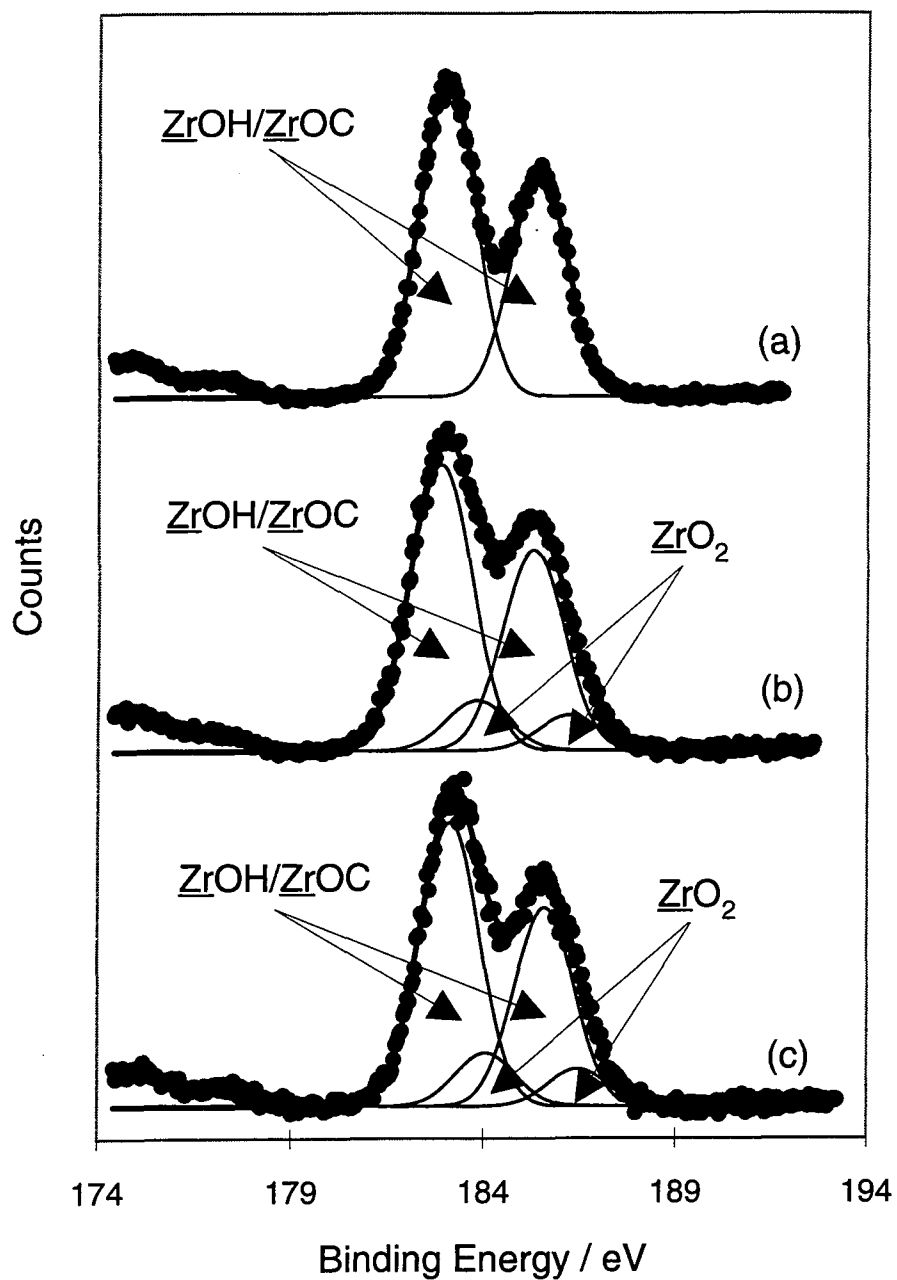 ZrOH/ZrOC
(a)
ZrOH/ZrOC
ZrO₂
(b)
Counts
ZrOH/ZrOC
ZrO₂
(c)
174 179 184 189 194
Binding Energy / eV